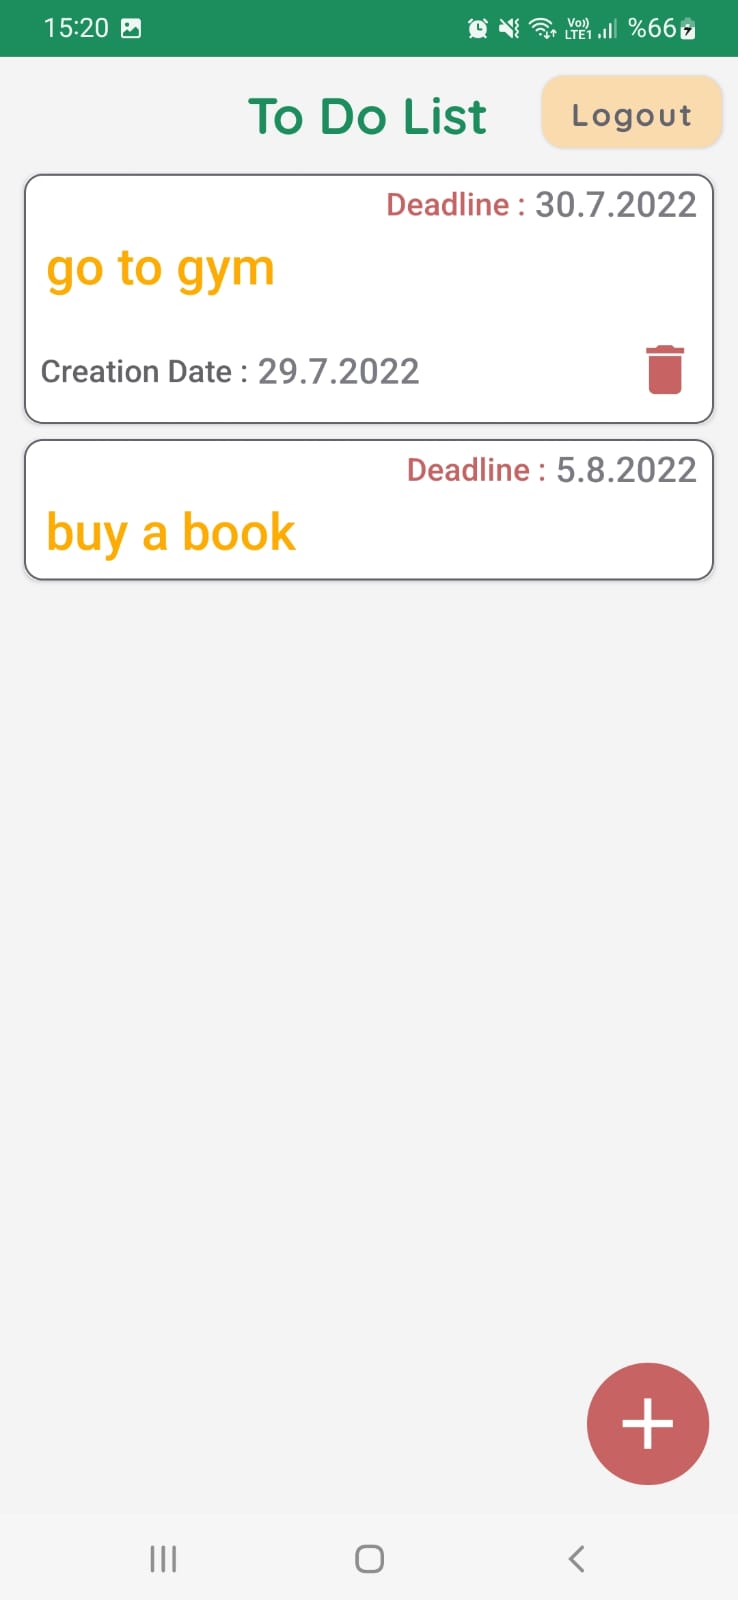 15:20 Vo)) LTE1 %66
To Do List Logout
Deadline : 30.7.2022
go to gym
Creation Date : 29.7.2022
Deadline : 5.8.2022
buy a book